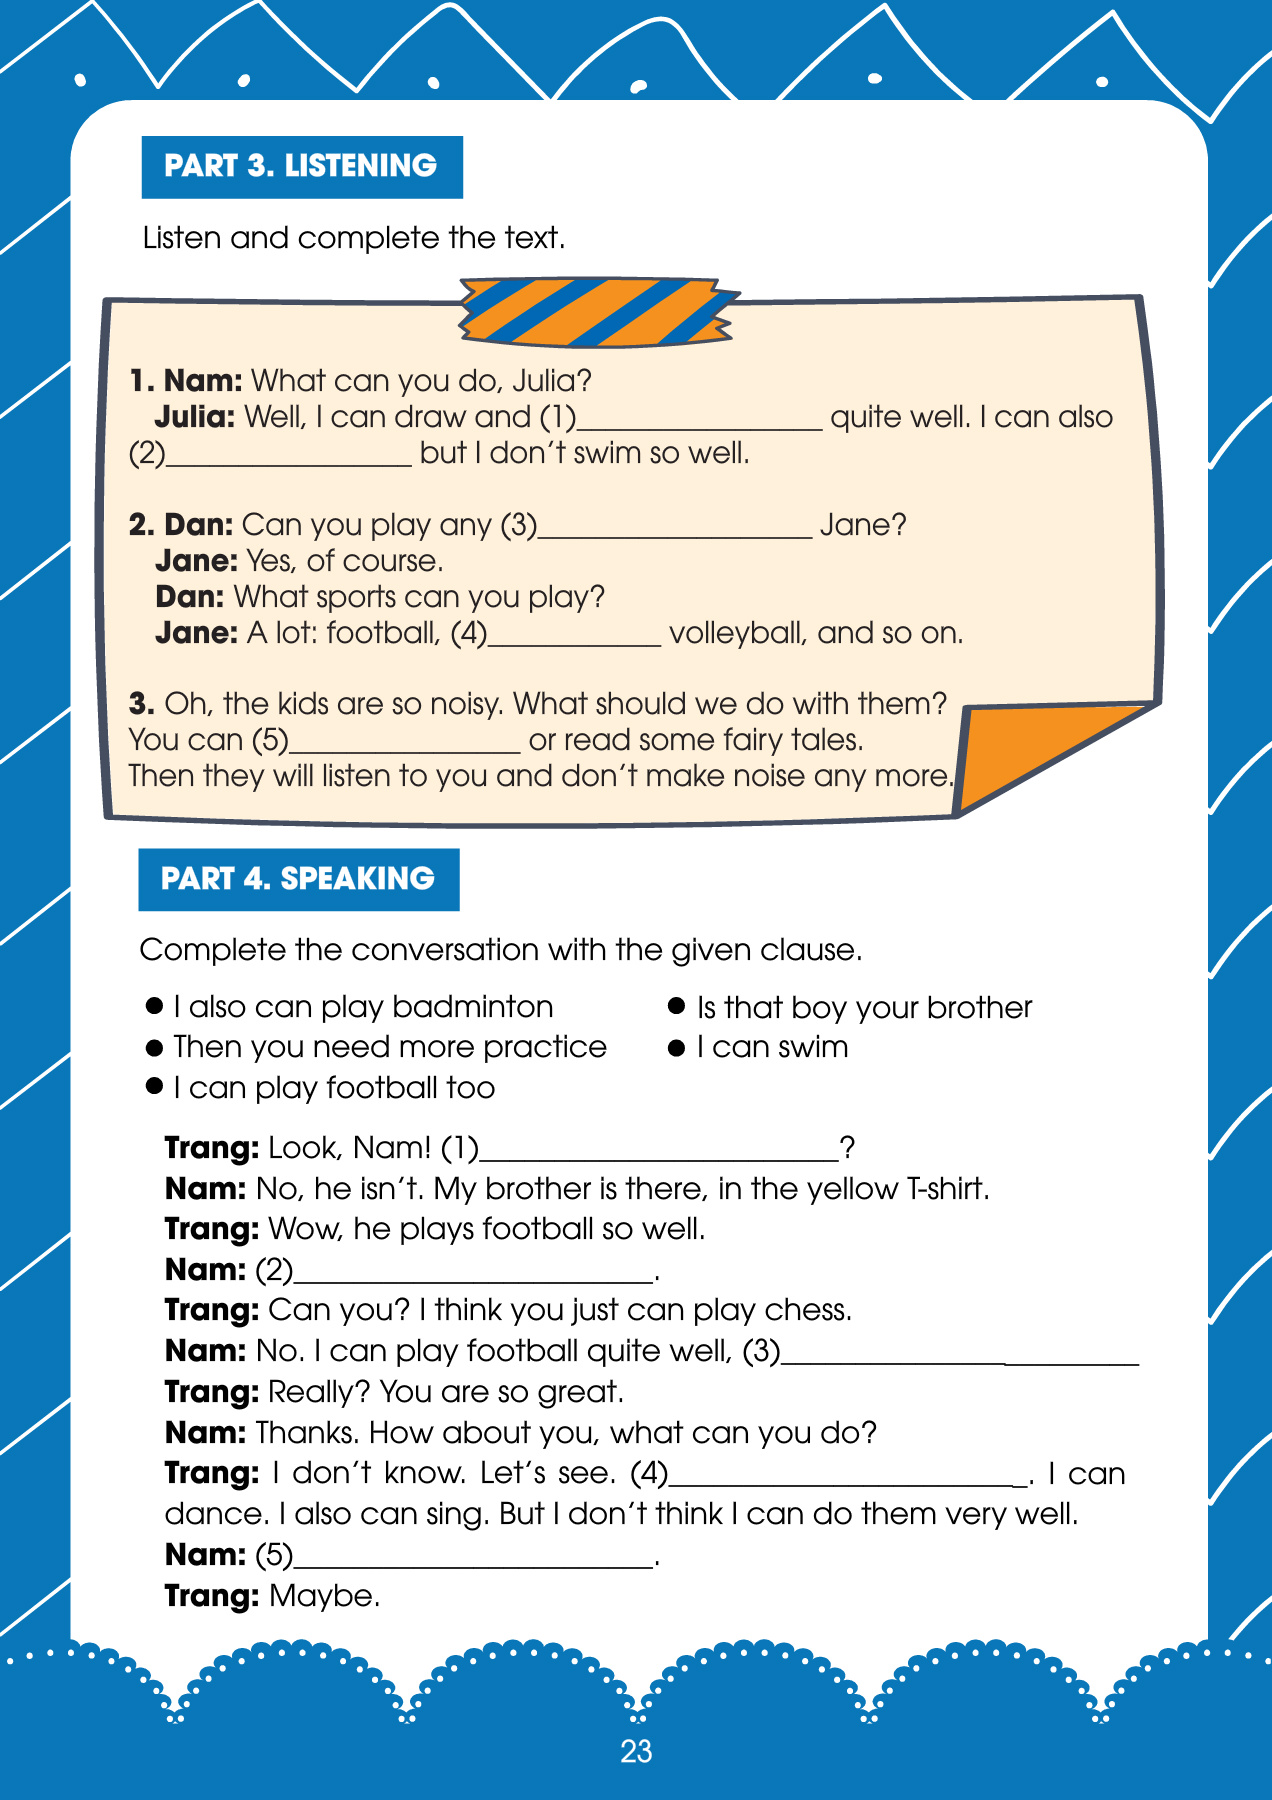 PART 3. LISTENING
Listen and complete the text.
1. Nam: What can you do, Julia?
Julia: Well, I can draw and (1)_________________ quite well. I can also
(2)_________________ but I don't swim so well.
2. Dan: Can you play any (3)___________________ Jane?
Jane: Yes, of course.
Dan: What sports can you play?
Jane: A lot: football, (4)____________ volleyball, and so on.
3. Oh, the kids are so noisy. What should we do with them?
You can (5)________________ or read some fairy tales.
Then they will listen to you and don't make noise any more.
PART 4. SPEAKING
Complete the conversation with the given clause.
● I also can play badminton
● Then you need more practice
● I can play football too
● Is that boy your brother
● I can swim
Trang: Look, Nam! (1)________________________?
Nam: No, he isn't. My brother is there, in the yellow T-shirt.
Trang: Wow, he plays football so well.
Nam: (2)________________________.
Trang: Can you? I think you just can play chess.
Nam: No. I can play football quite well, (3)________________________
Trang: Really? You are so great.
Nam: Thanks. How about you, what can you do?
Trang: I don't know. Let's see. (4)________________________. I can
dance. I also can sing. But I don't think I can do them very well.
Nam: (5)________________________.
Trang: Maybe.
23